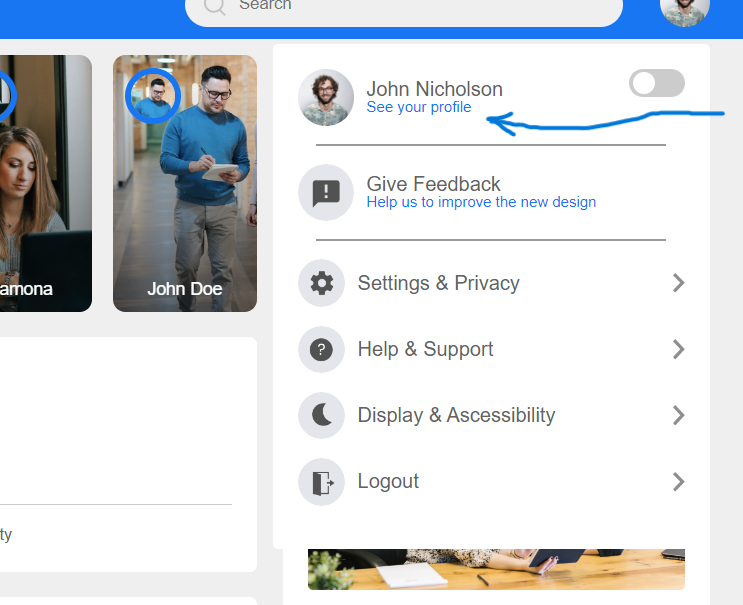 Search
John Nicholson
See your profile
Give Feedback
Help us to improve the new design
amona
John Doe
Settings & Privacy
Help & Support
Display & Ascessibility
Logout
ty